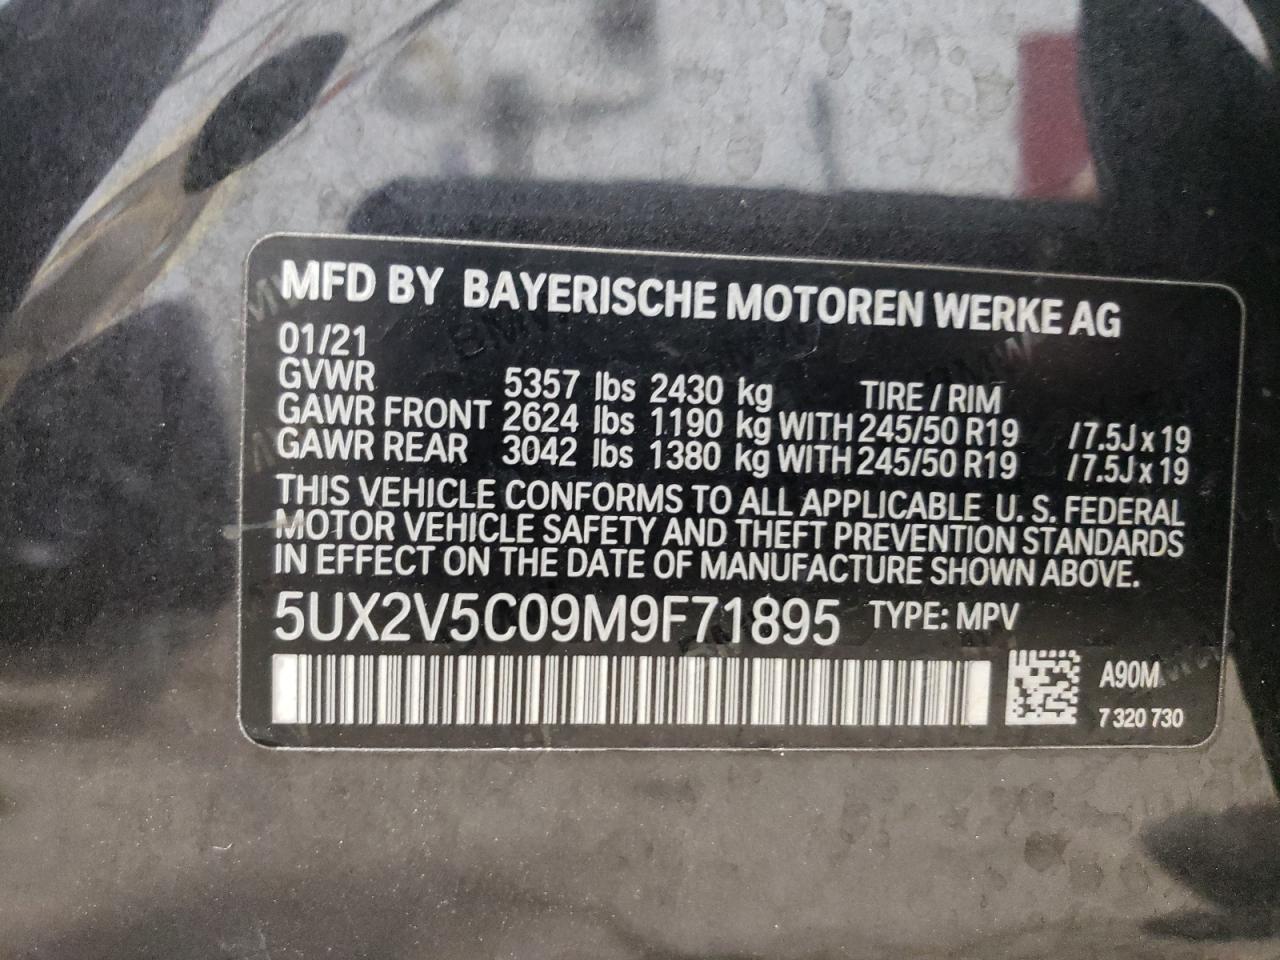 MFD BY BAYERISCHE MOTOREN WERKE AG
01/21
GVWR 5357 lbs 2430 kg TIRE / RIM
GAWR FRONT 2624 lbs 1190 kg WITH 245/50 R19 /7.5J x 19
GAWR REAR 3042 lbs 1380 kg WITH 245/50 R19 /7.5J x 19
THIS VEHICLE CONFORMS TO ALL APPLICABLE U. S. FEDERAL
MOTOR VEHICLE SAFETY AND THEFT PREVENTION STANDARDS
IN EFFECT ON THE DATE OF MANUFACTURE SHOWN ABOVE.
5UX2V5C09M9F71895 TYPE: MPV
A90M
7 320 730